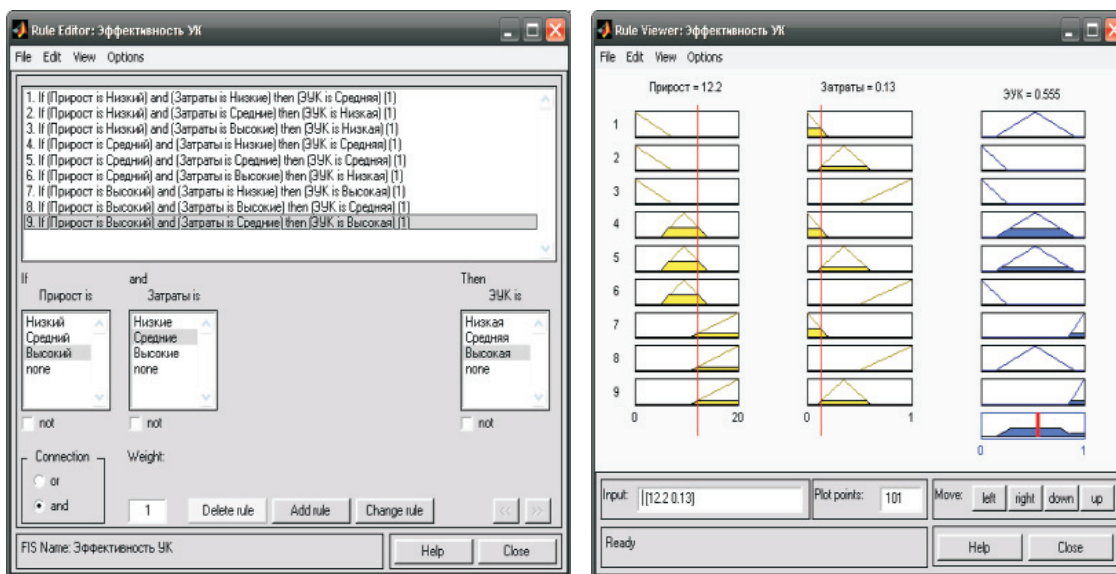 Rule Editor: Эффективность УК
File Edit View Options
1. If (Прирост is Низкий) and (Затраты is Низкие) then (ЭУК is Средняя) (1)
2. If (Прирост is Низкий) and (Затраты is Средние) then (ЭУК is Низкая) (1)
3. If (Прирост is Низкий) and (Затраты is Высокие) then (ЭУК is Низкая) (1)
4. If (Прирост is Средний) and (Затраты is Низкие) then (ЭУК is Средняя) (1)
5. If (Прирост is Средний) and (Затраты is Средние) then (ЭУК is Средняя) (1)
6. If (Прирост is Средний) and (Затраты is Высокие) then (ЭУК is Низкая) (1)
7. If (Прирост is Высокий) and (Затраты is Низкие) then (ЭУК is Высокая) (1)
8. If (Прирост is Высокий) and (Затраты is Высокие) then (ЭУК is Средняя) (1)
9. If (Прирост is Высокий) and (Затраты is Средние) then (ЭУК is Высокая) (1)
If and Then
Прирост is Затраты is ЭУК is
Низкий Низкие Низкая
Средний Средние Средняя
Высокий Высокие Высокая
none none none
not not not
Connection Weight:
or
and 1 Delete rule Add rule Change rule << >>
FIS Name: Эффективность УК Help Close
Rule Viewer: Эффективность УК
File Edit View Options
Прирост = 12.2 Затраты = 0.13 ЭУК = 0.555
1
2
3
4
5
6
7
8
9
0 20 0 1
0 1
Input: [12.2 0.13] Plot points: 101 Move: left right down up
Ready Help Close